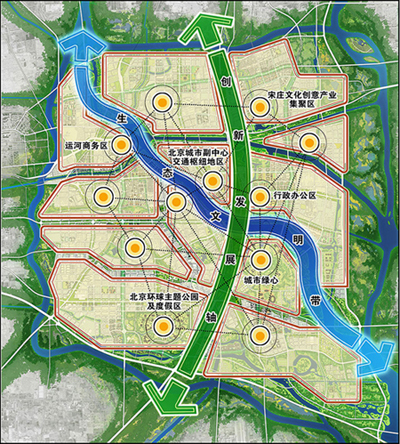 宋庄文化创意产业
集聚区
运河商务区
北京城市副中心
交通枢纽地区
行政办公区
城市绿心
北京环球主题公园
及度假区
创新发展轴
生态文明带